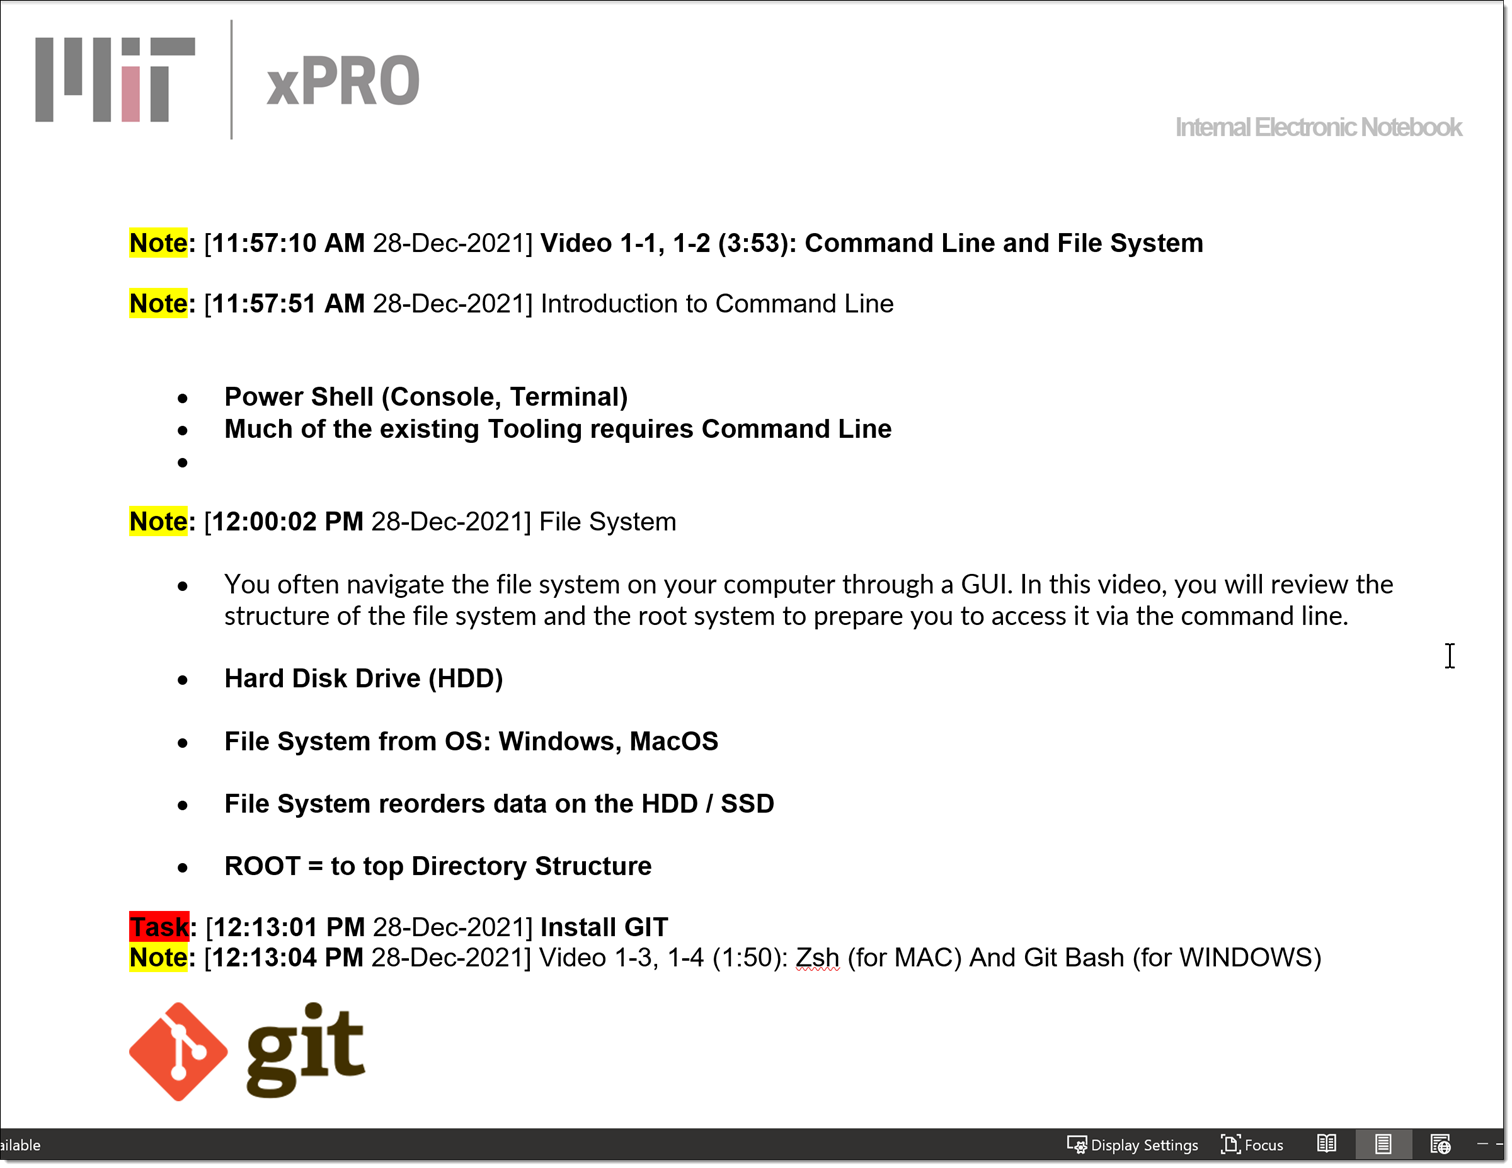 MIT xPRO
Internal Electronic Notebook
Note: [11:57:10 AM 28-Dec-2021] Video 1-1, 1-2 (3:53): Command Line and File System
Note: [11:57:51 AM 28-Dec-2021] Introduction to Command Line
• Power Shell (Console, Terminal)
• Much of the existing Tooling requires Command Line
•
Note: [12:00:02 PM 28-Dec-2021] File System
• You often navigate the file system on your computer through a GUI. In this video, you will review the
structure of the file system and the root system to prepare you to access it via the command line.
• Hard Disk Drive (HDD)
• File System from OS: Windows, MacOS
• File System reorders data on the HDD / SSD
• ROOT = to top Directory Structure
Task: [12:13:01 PM 28-Dec-2021] Install GIT
Note: [12:13:04 PM 28-Dec-2021] Video 1-3, 1-4 (1:50): Zsh (for MAC) And Git Bash (for WINDOWS)
git
ailable Display Settings Focus